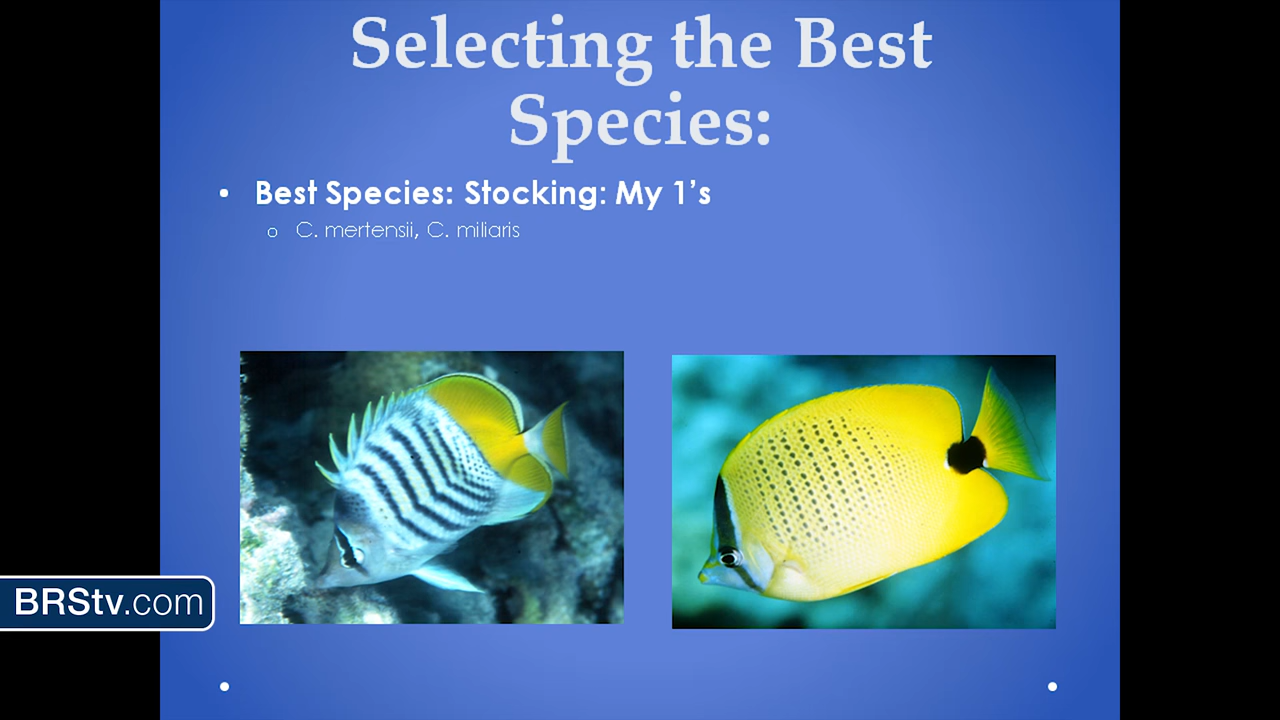 Selecting the Best
Species:
• Best Species: Stocking: My 1’s
o C. mertensii, C. miliaris
BRStv.com